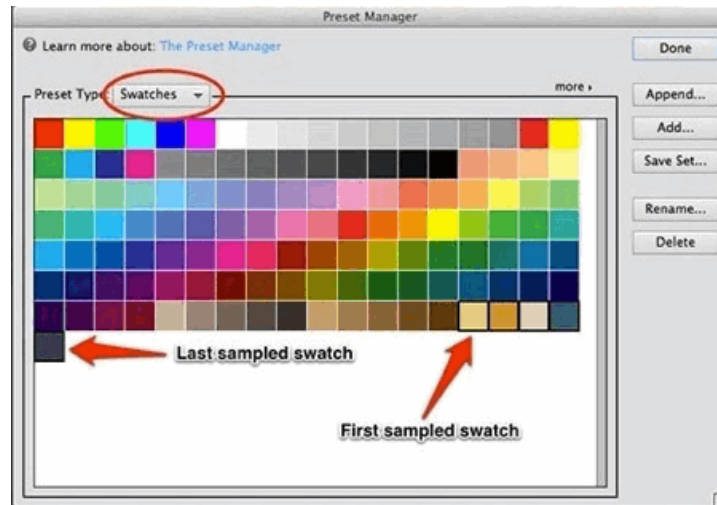 Preset Manager
Learn more about: The Preset Manager
Done
Preset Type: Swatches
more
Append...
Add...
Save Set...
Rename...
Delete
Last sampled swatch
First sampled swatch